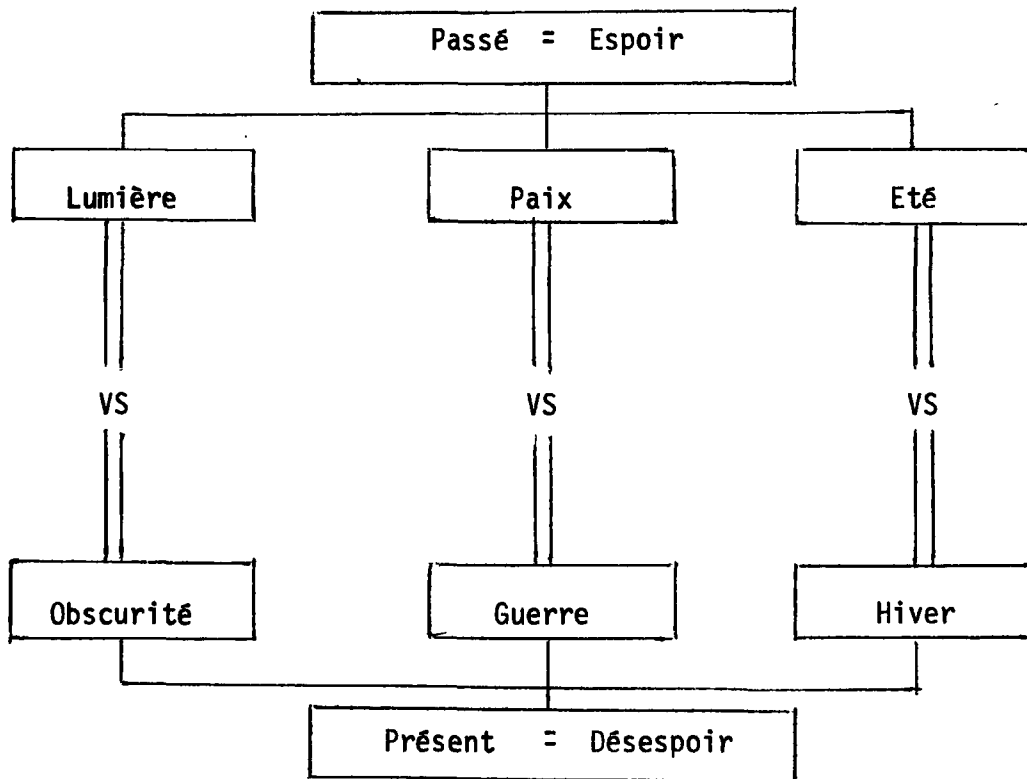 Passé = Espoir
Lumière Paix Eté
VS VS VS
Obscurité Guerre Hiver
Présent = Désespoir